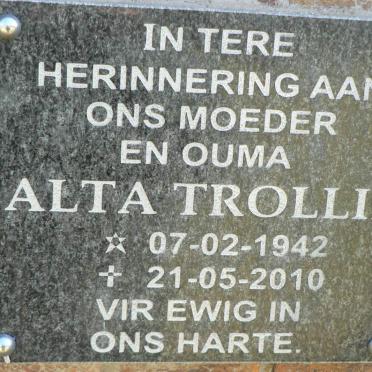 IN TERE
HERINNERING AAN
ONS MOEDER
EN OUMA
ALTA TROLLI
☆ 07-02-1942
✝ 21-05-2010
VIR EWIG IN
ONS HARTE.